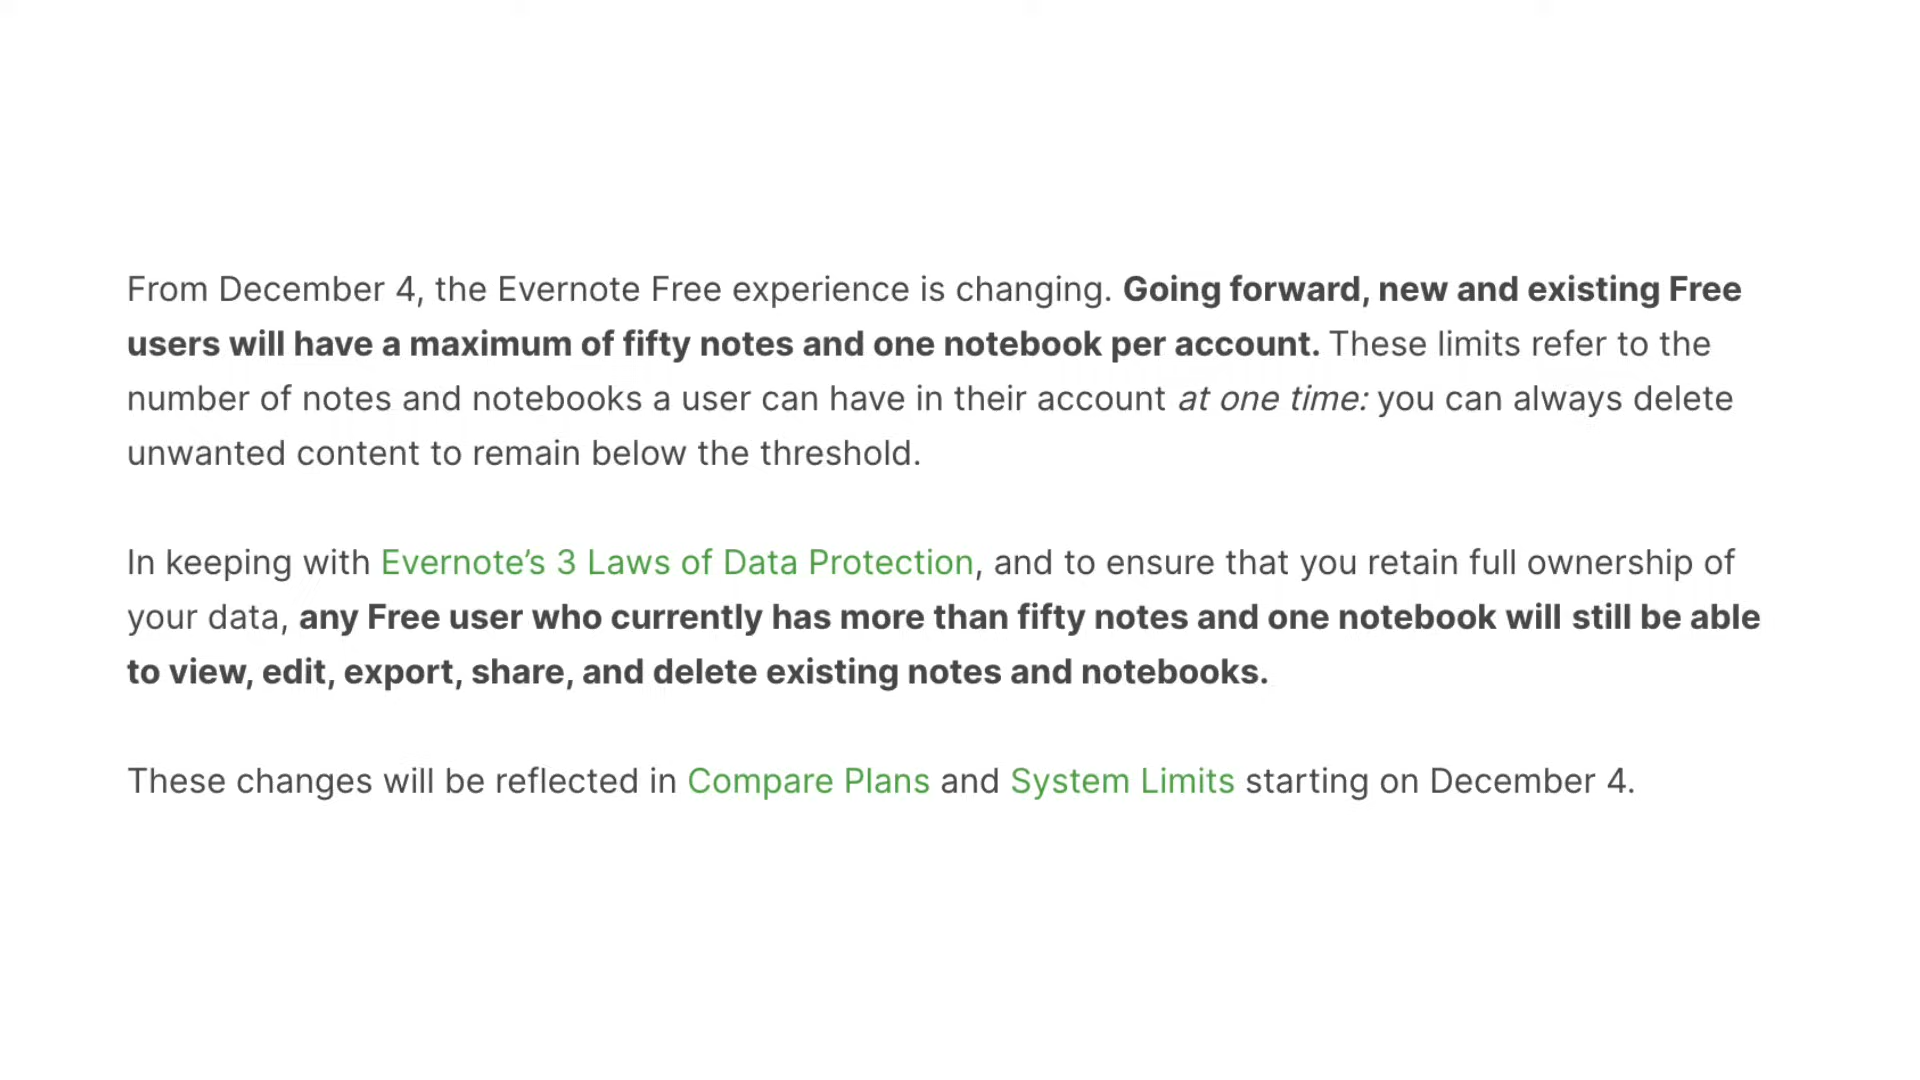 From December 4, the Evernote Free experience is changing. Going forward, new and existing Free
users will have a maximum of fifty notes and one notebook per account. These limits refer to the
number of notes and notebooks a user can have in their account at one time: you can always delete
unwanted content to remain below the threshold.
In keeping with Evernote’s 3 Laws of Data Protection, and to ensure that you retain full ownership of
your data, any Free user who currently has more than fifty notes and one notebook will still be able
to view, edit, export, share, and delete existing notes and notebooks.
These changes will be reflected in Compare Plans and System Limits starting on December 4.